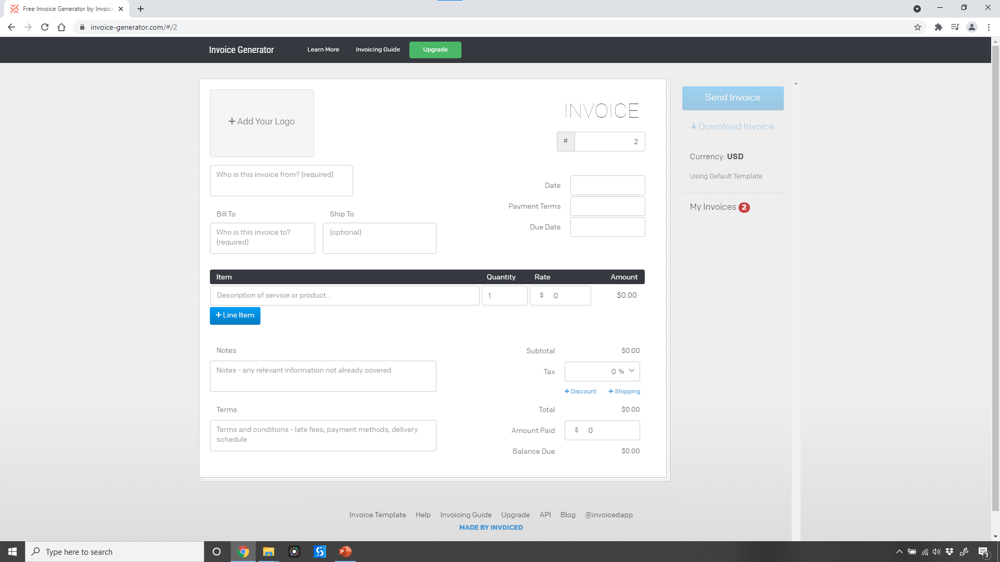 Free Invoice Generator by Invoice
invoice-generator.com/#/2
Invoice Generator
Learn More
Invoicing Guide
Upgrade
+ Add Your Logo
INVOICE
# 2
Who is this invoice from? (required)
Date
Payment Terms
Due Date
Bill To
Ship To
Who is this invoice to?
(required)
(optional)
Item Quantity Rate Amount
Description of service or product... 1 $ 0 $0.00
+ Line Item
Notes
Notes - any relevant information not already covered
Terms
Terms and conditions - late fees, payment methods, delivery
schedule
Subtotal $0.00
Tax 0 %
+ Discount + Shipping
Total $0.00
Amount Paid $ 0
Balance Due $0.00
Send Invoice
Download Invoice
Currency: USD
Using Default Template
My Invoices 2
Invoice Template Help Invoicing Guide Upgrade API Blog @invoicedapp
MADE BY INVOICED
Type here to search
P
3